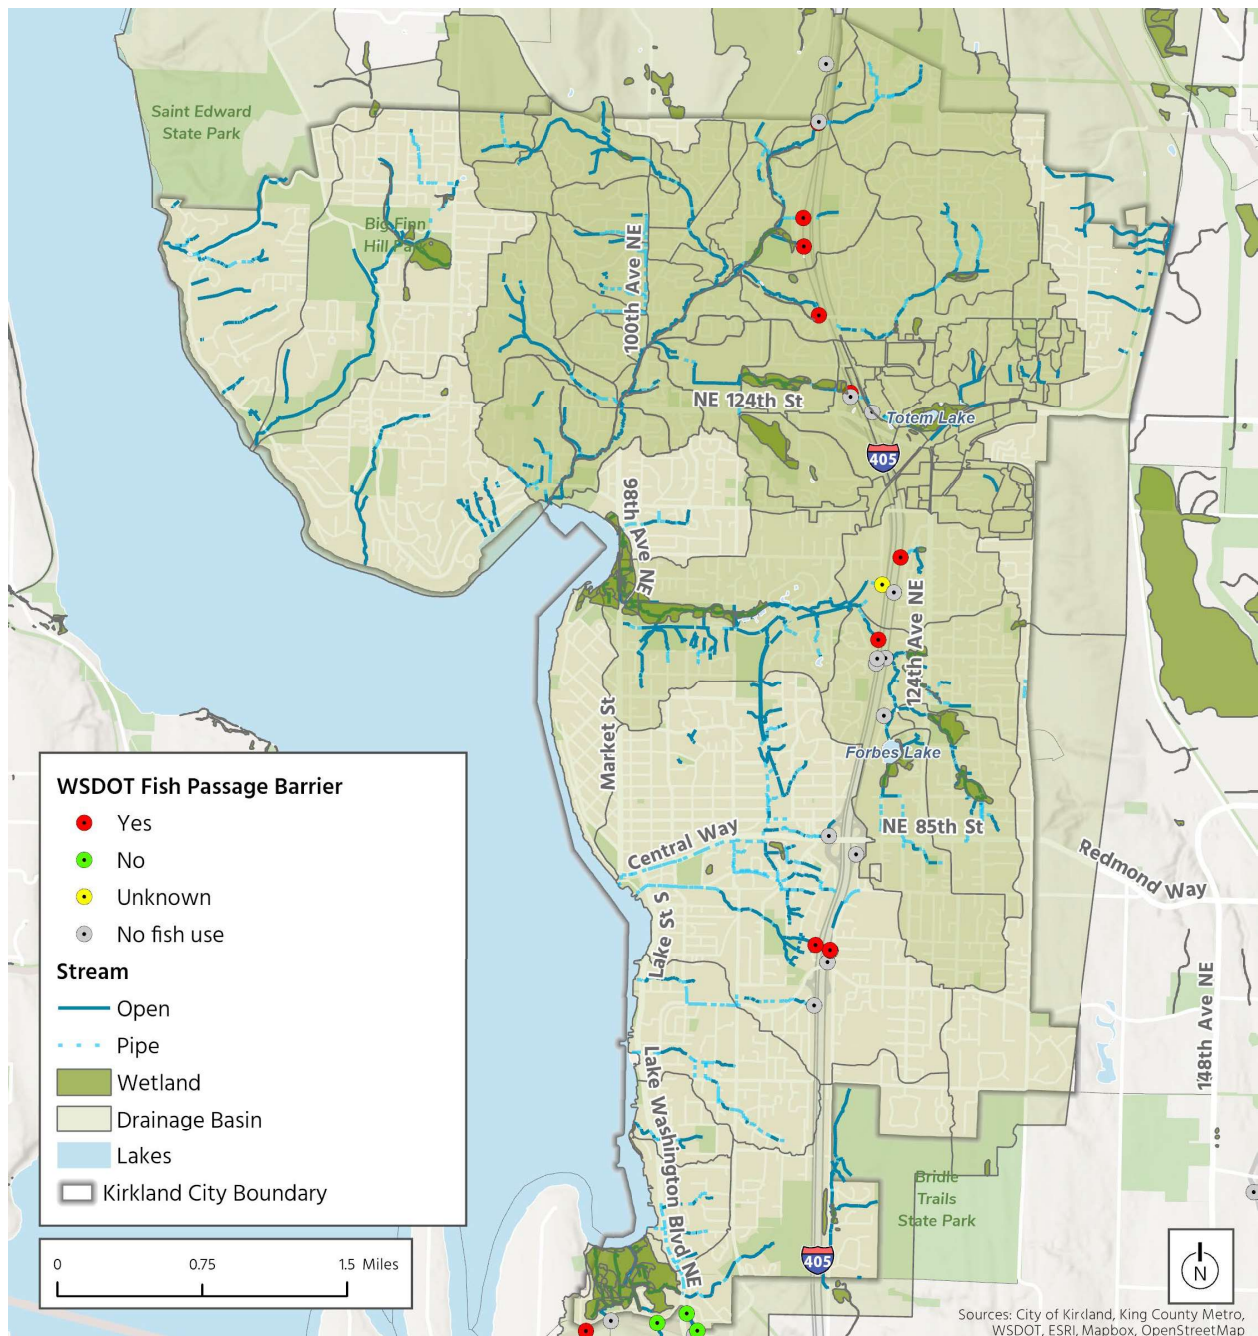 Saint Edward
State Park
Big Finn
Hill Park
100th Ave NE
NE 124th St
Totem Lake
405
98th Ave NE
124th Ave NE
Market St
Forbes Lake
NE 85th St
Central Way
Redmond Way
Lake St S
148th Ave NE
Lake Washington Blvd NE
Bridle
Trails
State Park
405
WSDOT Fish Passage Barrier
Yes
No
Unknown
No fish use
Stream
Open
Pipe
Wetland
Drainage Basin
Lakes
Kirkland City Boundary
0 0.75 1.5 Miles
N
Sources: City of Kirkland, King County Metro,
WSDOT, ESRI, Mapbox, OpenStreetMap